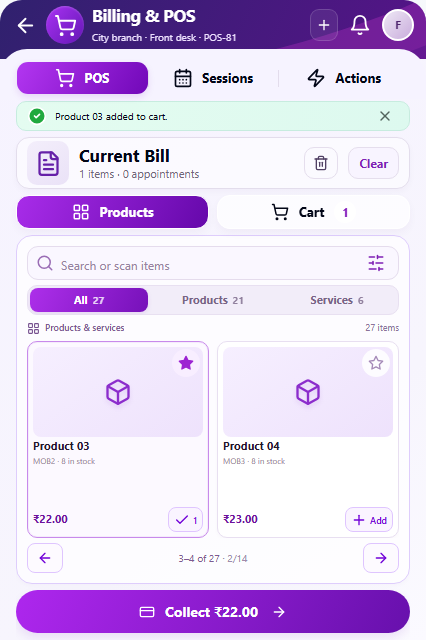 Billing & POS
City branch · Front desk · POS-81
F
POS
Sessions
Actions
Product 03 added to cart.
Current Bill
1 items · 0 appointments
Clear
Products
Cart 1
Search or scan items
All 27
Products 21
Services 6
Products & services
27 items
Product 03
MOB2 · 8 in stock
₹22.00
1
Product 04
MOB3 · 8 in stock
₹23.00
Add
3–4 of 27 · 2/14
Collect ₹22.00